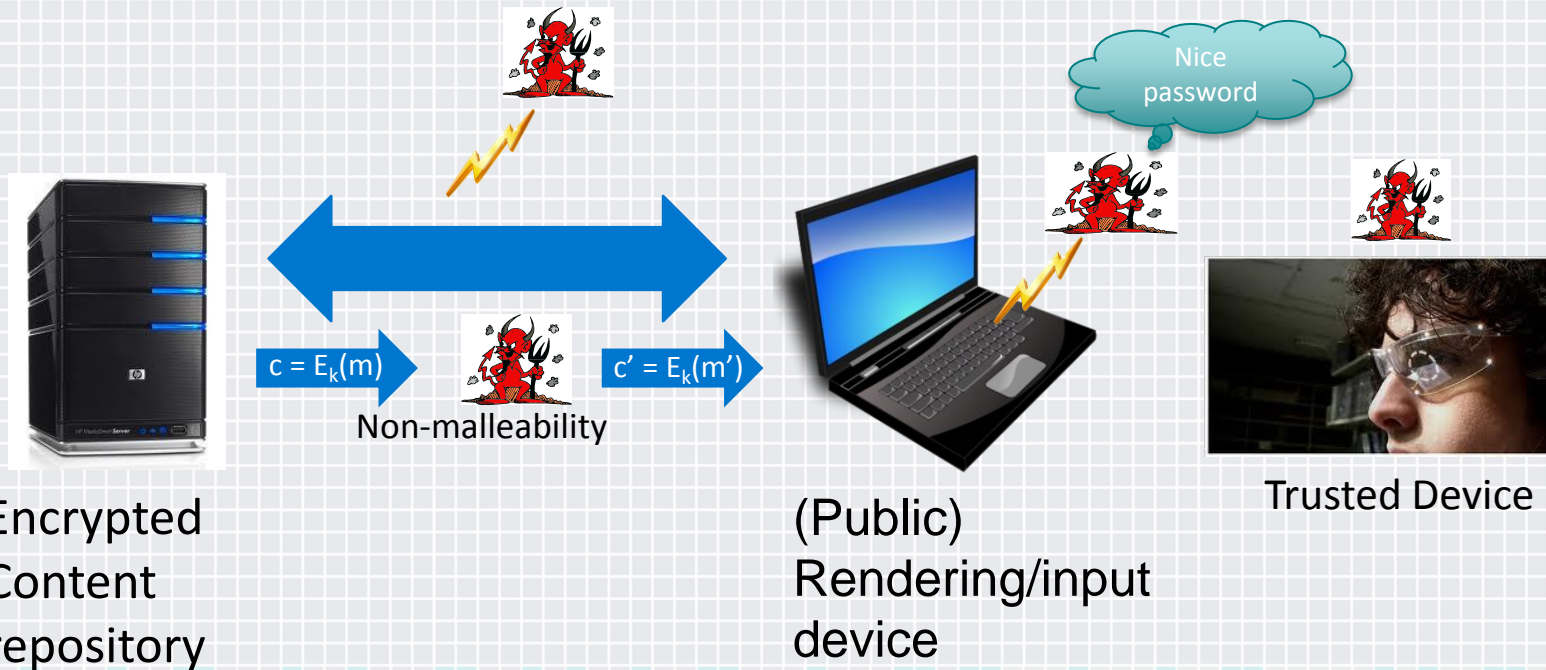 Nice
password
c = Eₖ(m)
c’ = Eₖ(m’)
Non-malleability
Encrypted
Content
repository
(Public)
Rendering/input
device
Trusted Device